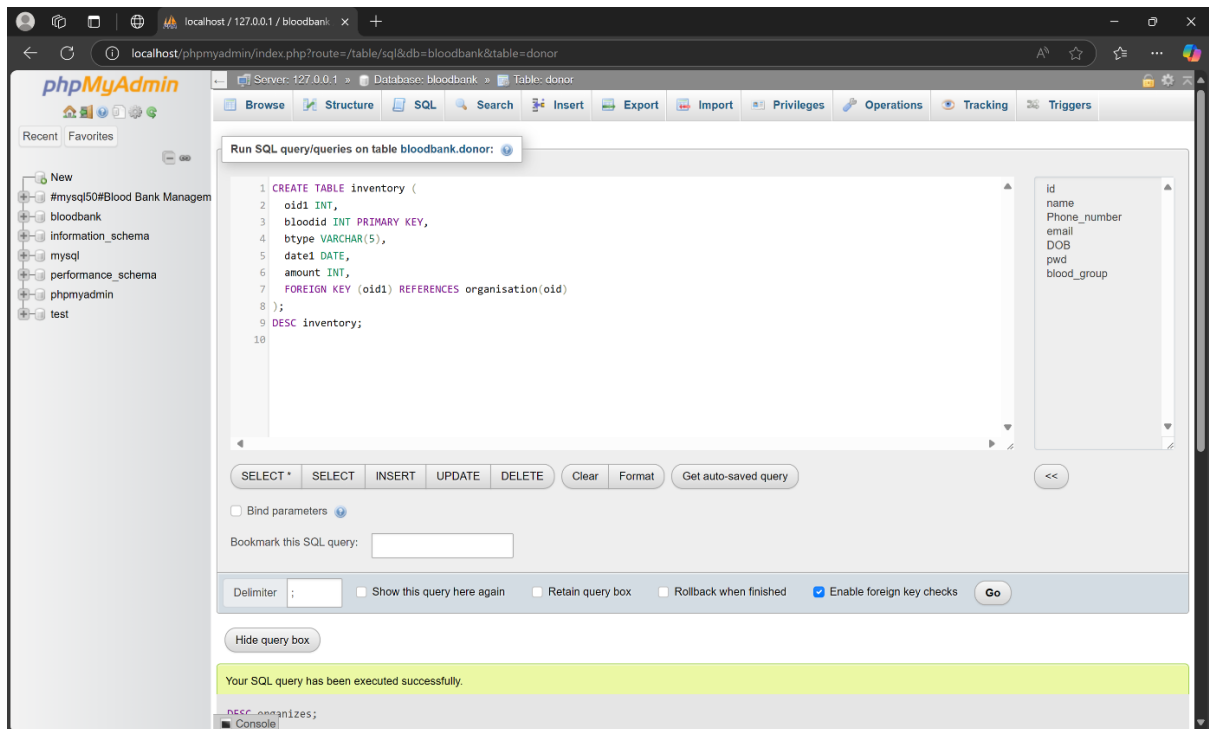 localhost / 127.0.0.1 / bloodbank
localhost/phpmyadmin/index.php?route=/table/sql&db=bloodbank&table=donor
phpMyAdmin
Recent Favorites
New
#mysql50#Blood Bank Managem
bloodbank
information_schema
mysql
performance_schema
phpmyadmin
test
Server: 127.0.0.1 » Database: bloodbank » Table: donor
Browse Structure SQL Search Insert Export Import Privileges Operations Tracking Triggers
Run SQL query/queries on table bloodbank.donor:
1 CREATE TABLE inventory (
2 oid1 INT,
3 bloodid INT PRIMARY KEY,
4 btype VARCHAR(5),
5 date1 DATE,
6 amount INT,
7 FOREIGN KEY (oid1) REFERENCES organisation(oid)
8 );
9 DESC inventory;
10
id
name
Phone_number
email
DOB
pwd
blood_group
SELECT * SELECT INSERT UPDATE DELETE Clear Format Get auto-saved query <<
Bind parameters
Bookmark this SQL query:
Delimiter ; Show this query here again Retain query box Rollback when finished Enable foreign key checks Go
Hide query box
Your SQL query has been executed successfully.
DESC organizes;
Console